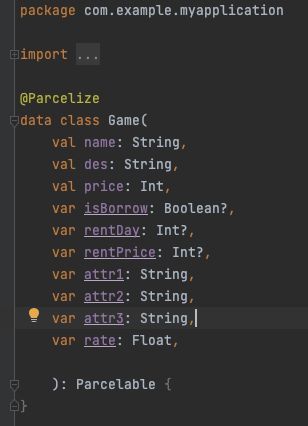 package com.example.myapplication
import ...
@Parcelize
data class Game(
val name: String,
val des: String,
val price: Int,
var isBorrow: Boolean?,
var rentDay: Int?,
var rentPrice: Int?,
var attr1: String,
var attr2: String,
var attr3: String,
var rate: Float,
): Parcelable {
}